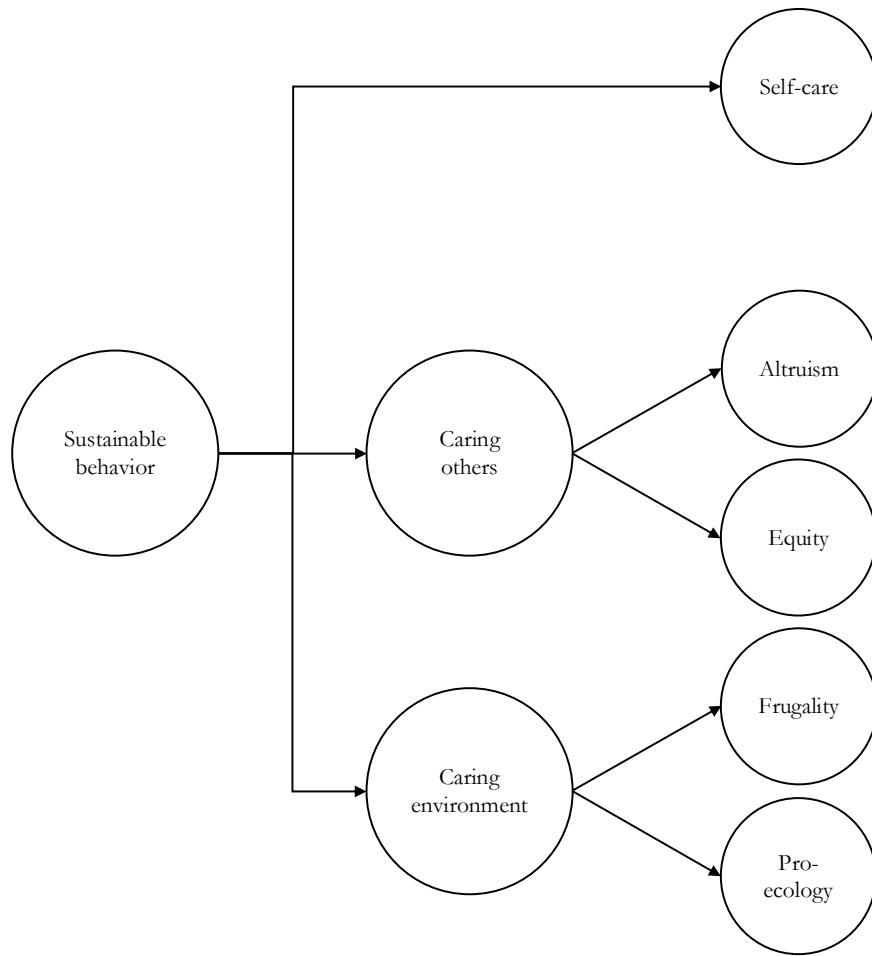 Self-care
Altruism
Sustainable
behavior
Caring
others
Equity
Frugality
Caring
environment
Pro-
ecology